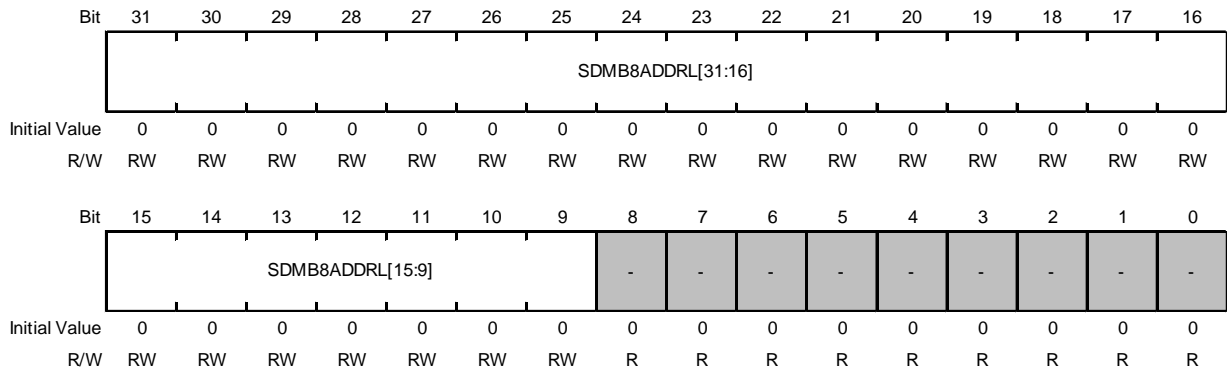 Bit 31 30 29 28 27 26 25 24 23 22 21 20 19 18 17 16
SDMB8ADDRL[31:16]
Initial Value 0 0 0 0 0 0 0 0 0 0 0 0 0 0 0 0
R/W RW RW RW RW RW RW RW RW RW RW RW RW RW RW RW RW
Bit 15 14 13 12 11 10 9 8 7 6 5 4 3 2 1 0
SDMB8ADDRL[15:9] - - - - - - - - -
Initial Value 0 0 0 0 0 0 0 0 0 0 0 0 0 0 0 0
R/W RW RW RW RW RW RW RW R R R R R R R R R